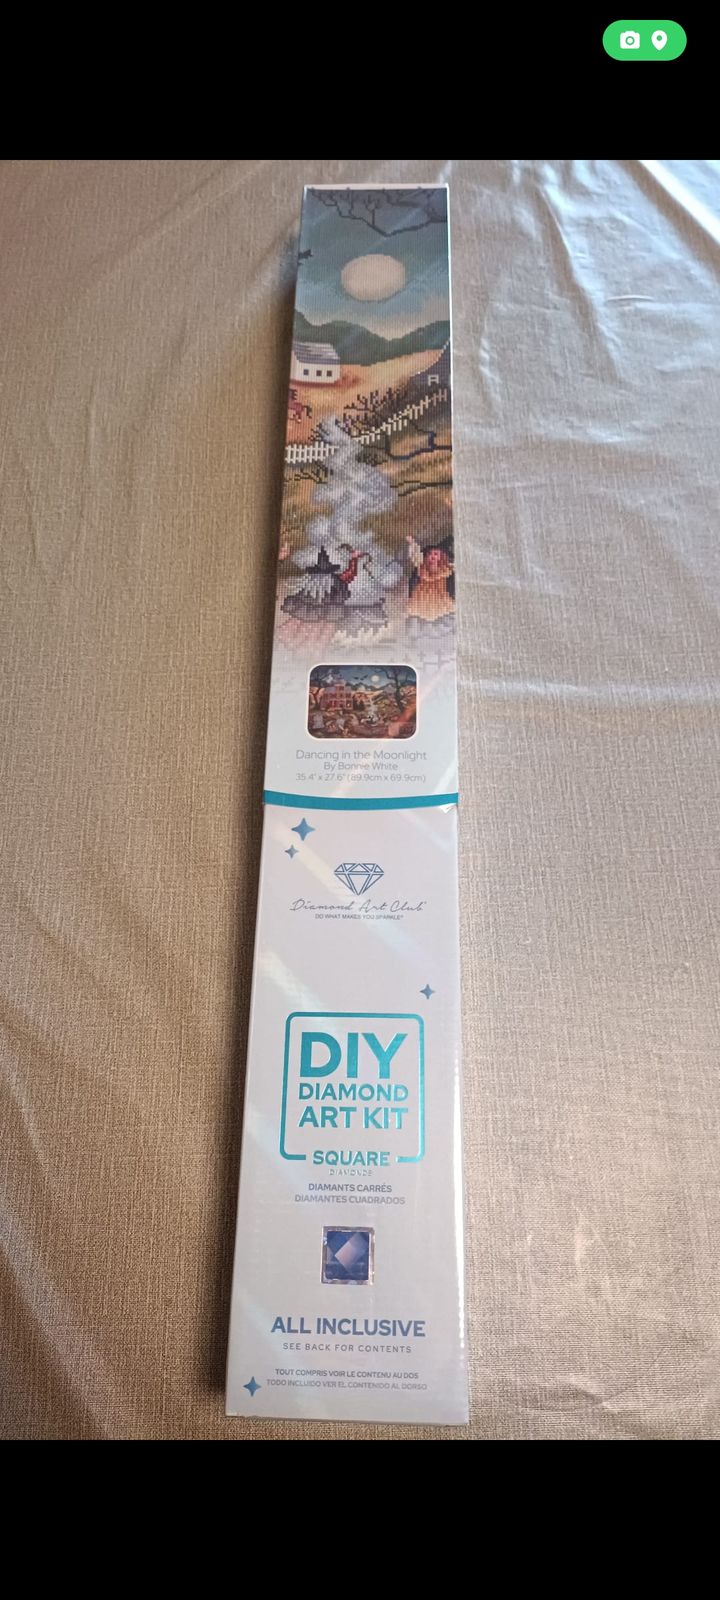 Dancing in the Moonlight
By Bonnie White
35.4" x 27.6" (89.9cm x 69.9cm)
Diamond Art Club®
DO WHAT MAKES YOU SPARKLE®
DIY
DIAMOND
ART KIT
SQUARE
DIAMONDS
DIAMANTS CARRÉS
DIAMANTES CUADRADOS
ALL INCLUSIVE
SEE BACK FOR CONTENTS
TOUT COMPRIS VOIR LE CONTENU AU DOS
TODO INCLUIDO VER EL CONTENIDO AL DORSO